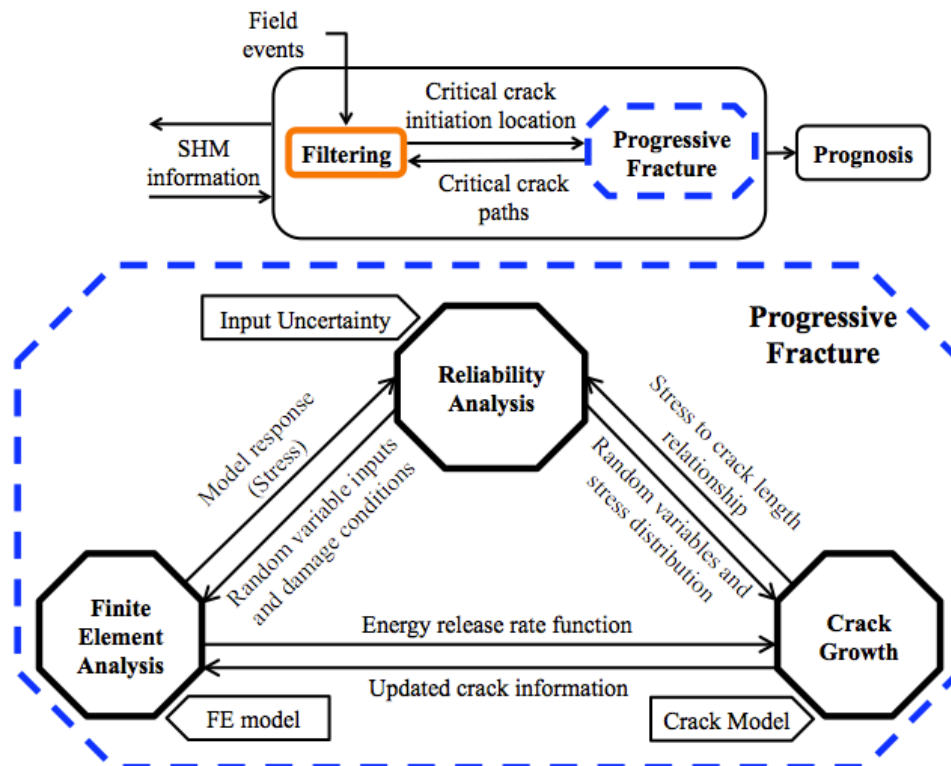 Field
events
Critical crack
initiation location
Filtering
Progressive
Fracture
Prognosis
SHM
information
Critical crack
paths
Input Uncertainty
Progressive
Fracture
Reliability
Analysis
Model response
(Stress)
Random variable inputs
and damage conditions
Stress to crack length
relationship
Random variables and
stress distribution
Finite
Element
Analysis
Energy release rate function
Updated crack information
Crack
Growth
FE model
Crack Model